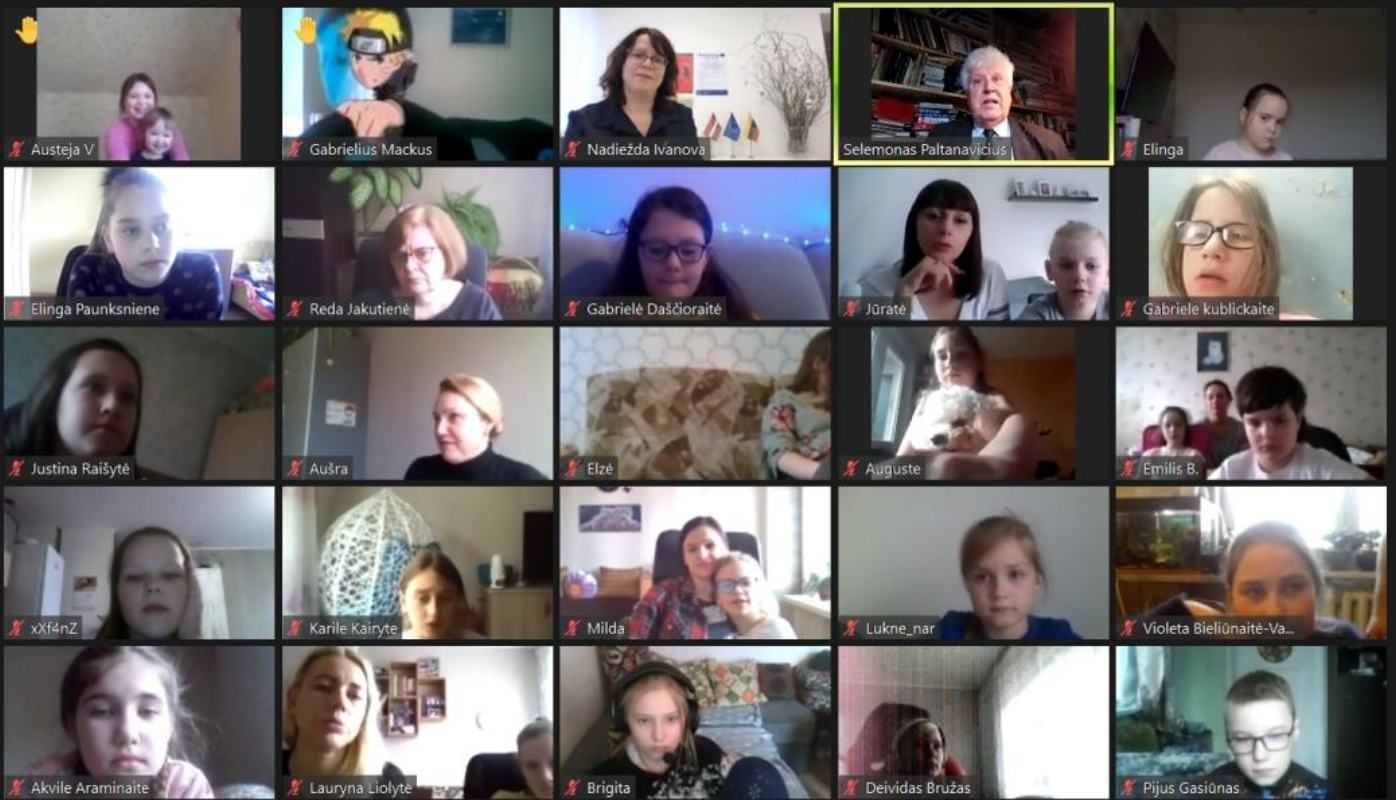 Austeja V
Gabrielius Mackus
Nadiežda Ivanova
Selemonas Paltanavicius
Elinga
Elinga Paunksniene
Reda Jakutienė
Gabrielė Daščioraitė
Jūratė
Gabriele kublickaite
Justina Raišytė
Aušra
Elzė
Auguste
Emilis B.
xXf4nZ
Karile Kairyte
Milda
Lukne_nar
Violeta Bieliūnaitė-Va...
Akvile Araminaite
Lauryna Liolytė
Brigita
Deividas Bružas
Pijus Gasiūnas